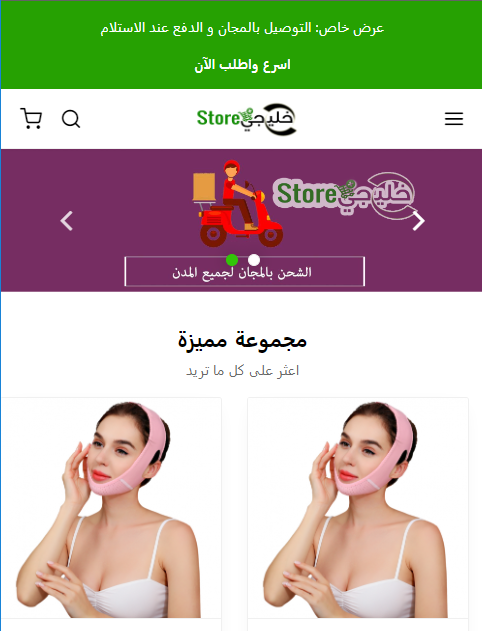 عرض خاص: التوصيل بالمجان و الدفع عند الاستلام
اسرع واطلب الآن
خليجي Store
خليجي Store
الشحن بالمجان لجميع المدن
مجموعة مميزة
اعثر على كل ما تريد